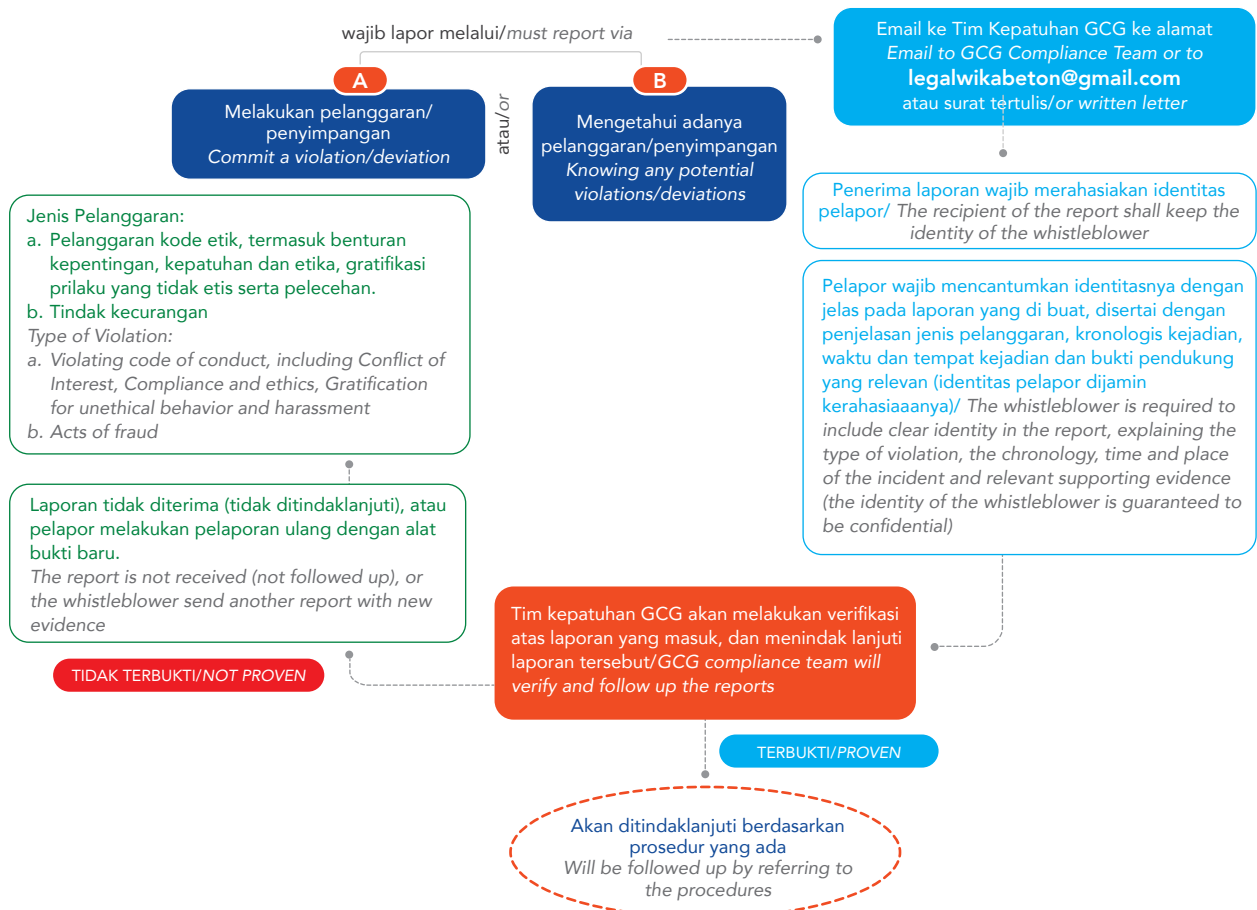 wajib lapor melalui/must report via
A
Melakukan pelanggaran/
penyimpangan
Commit a violation/deviation
atau/or
B
Mengetahui adanya
pelanggaran/penyimpangan
Knowing any potential
violations/deviations
Email ke Tim Kepatuhan GCG ke alamat
Email to GCG Compliance Team or to
legalwikabeton@gmail.com
atau surat tertulis/or written letter
Penerima laporan wajib merahasiakan identitas
pelapor/ The recipient of the report shall keep the
identity of the whistleblower
Pelapor wajib mencantumkan identitasnya dengan
jelas pada laporan yang di buat, disertai dengan
penjelasan jenis pelanggaran, kronologis kejadian,
waktu dan tempat kejadian dan bukti pendukung
yang relevan (identitas pelapor dijamin
kerahasiaaanya)/ The whistleblower is required to
include clear identity in the report, explaining the
type of violation, the chronology, time and place
of the incident and relevant supporting evidence
(the identity of the whistleblower is guaranteed to
be confidential)
Jenis Pelanggaran:
a. Pelanggaran kode etik, termasuk benturan
kepentingan, kepatuhan dan etika, gratifikasi
prilaku yang tidak etis serta pelecehan.
b. Tindak kecurangan
Type of Violation:
a. Violating code of conduct, including Conflict of
Interest, Compliance and ethics, Gratification
for unethical behavior and harassment
b. Acts of fraud
Laporan tidak diterima (tidak ditindaklanjuti), atau
pelapor melakukan pelaporan ulang dengan alat
bukti baru.
The report is not received (not followed up), or
the whistleblower send another report with new
evidence
TIDAK TERBUKTI/NOT PROVEN
Tim kepatuhan GCG akan melakukan verifikasi
atas laporan yang masuk, dan menindak lanjuti
laporan tersebut/GCG compliance team will
verify and follow up the reports
TERBUKTI/PROVEN
Akan ditindaklanjuti berdasarkan
prosedur yang ada
Will be followed up by referring to
the procedures